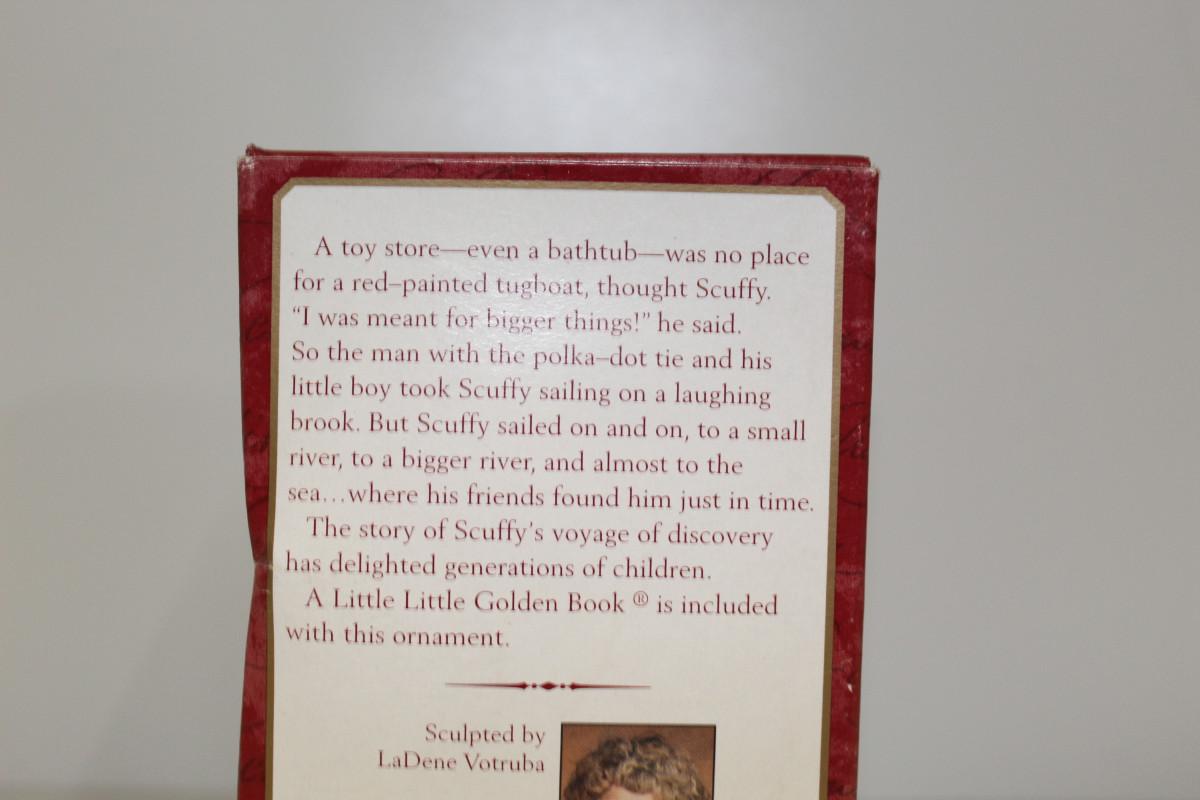 A toy store—even a bathtub—was no place
for a red–painted tugboat, thought Scuffy.
“I was meant for bigger things!” he said.
So the man with the polka–dot tie and his
little boy took Scuffy sailing on a laughing
brook. But Scuffy sailed on and on, to a small
river, to a bigger river, and almost to the
sea...where his friends found him just in time.
The story of Scuffy’s voyage of discovery
has delighted generations of children.
A Little Little Golden Book ® is included
with this ornament.
Sculpted by
LaDene Votruba